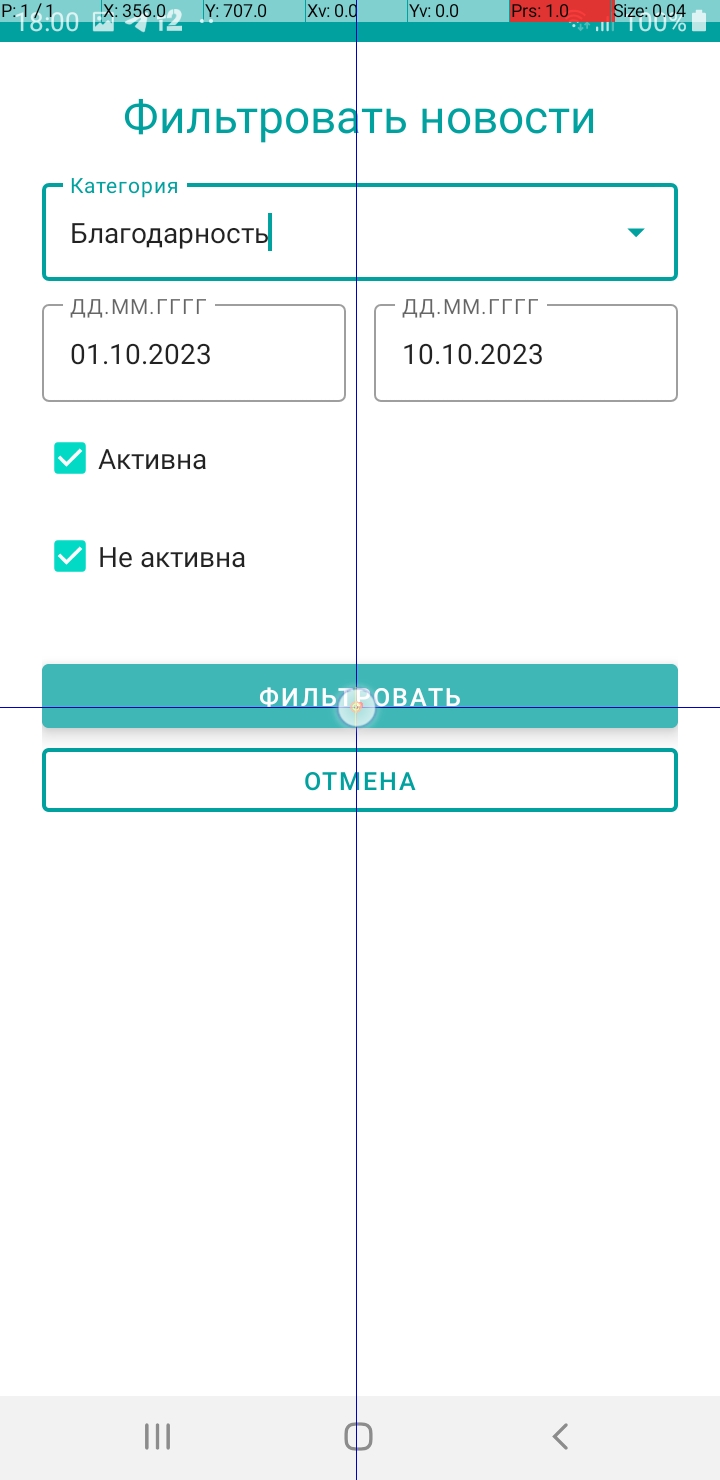 P: 1 / 1 X: 356.0 Y: 707.0 Xv: 0.0 Yv: 0.0 Prs: 1.0 Size: 0.04
18:00 12 100%
Фильтровать новости
Категория
Благодарность
ДД.ММ.ГГГГ ДД.ММ.ГГГГ
01.10.2023 10.10.2023
Активна
Не активна
ФИЛЬТРОВАТЬ
ОТМЕНА